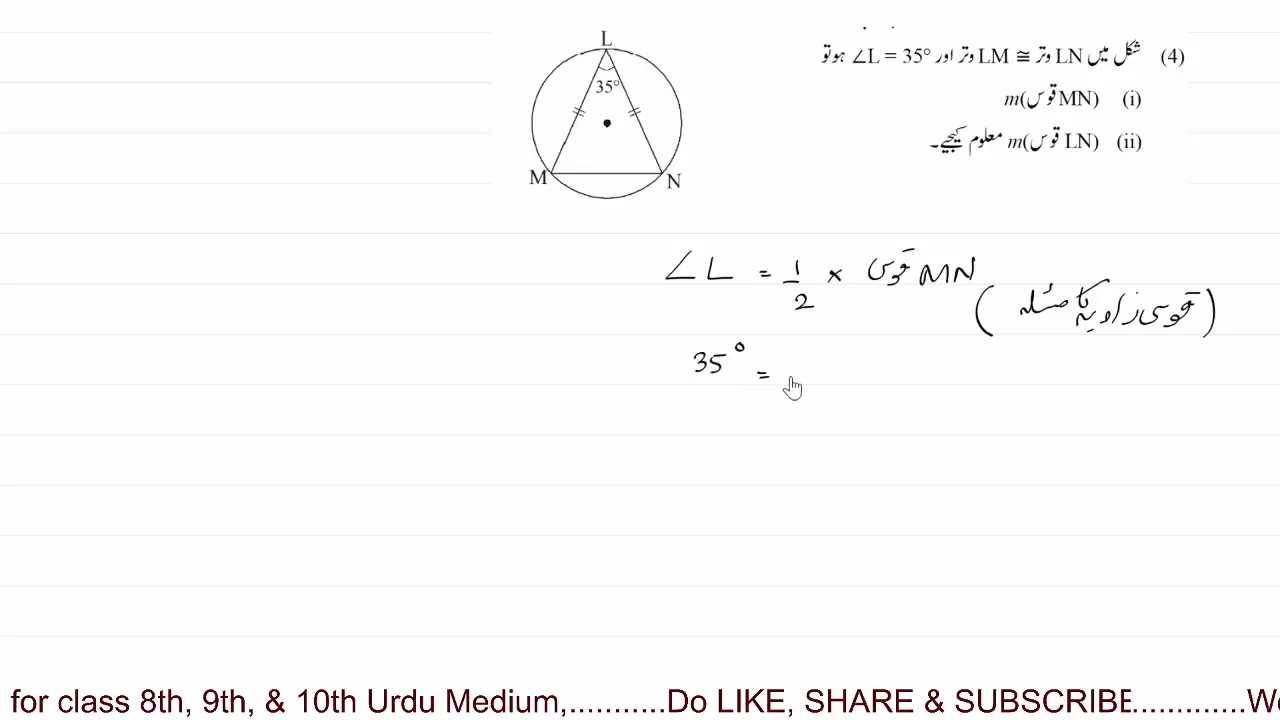 (4) شکل میں LN وتر ≅ LM وتر اور ∠L = 35° ہو تو
(i) m(قوس MN)
(ii) m(قوس LN) معلوم کیجیے۔
L
35°
M
N
∠L = 1/2 × قوس MN
(قوسی زاویہ کا مسئلہ)
35° =
for class 8th, 9th, & 10th Urdu Medium,...........Do LIKE, SHARE & SUBSCRIBE.............We